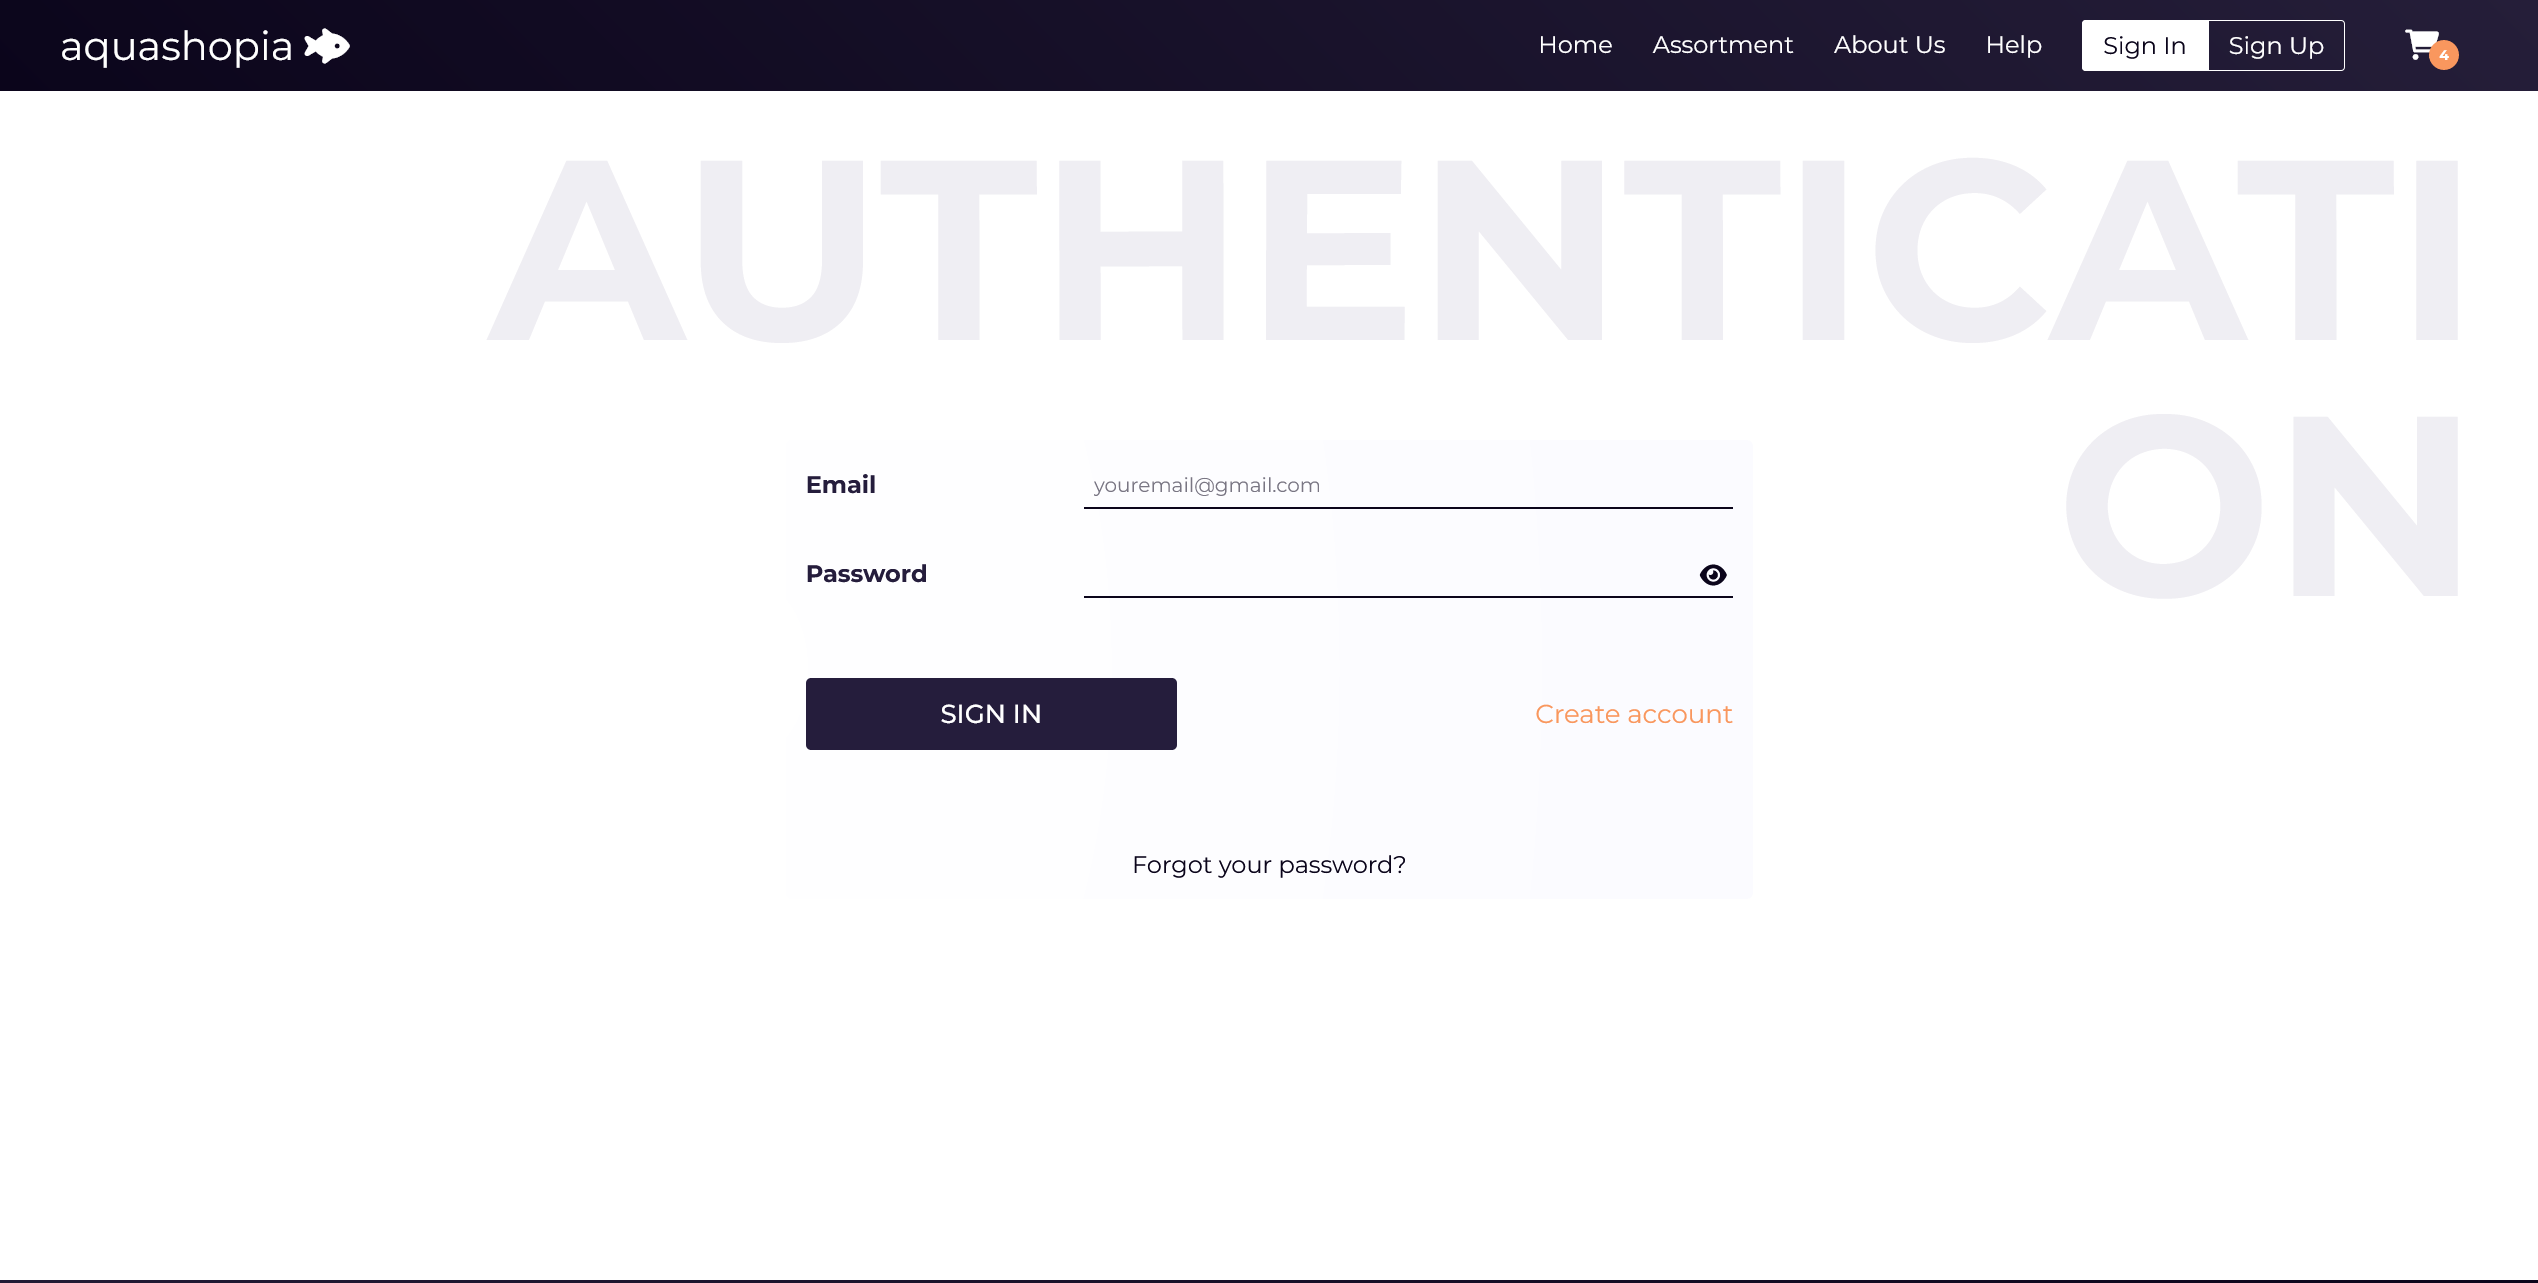 aquashopia
Home Assortment About Us Help Sign In Sign Up 4
AUTHENTICATI
ON
Email youremail@gmail.com
Password
SIGN IN Create account
Forgot your password?